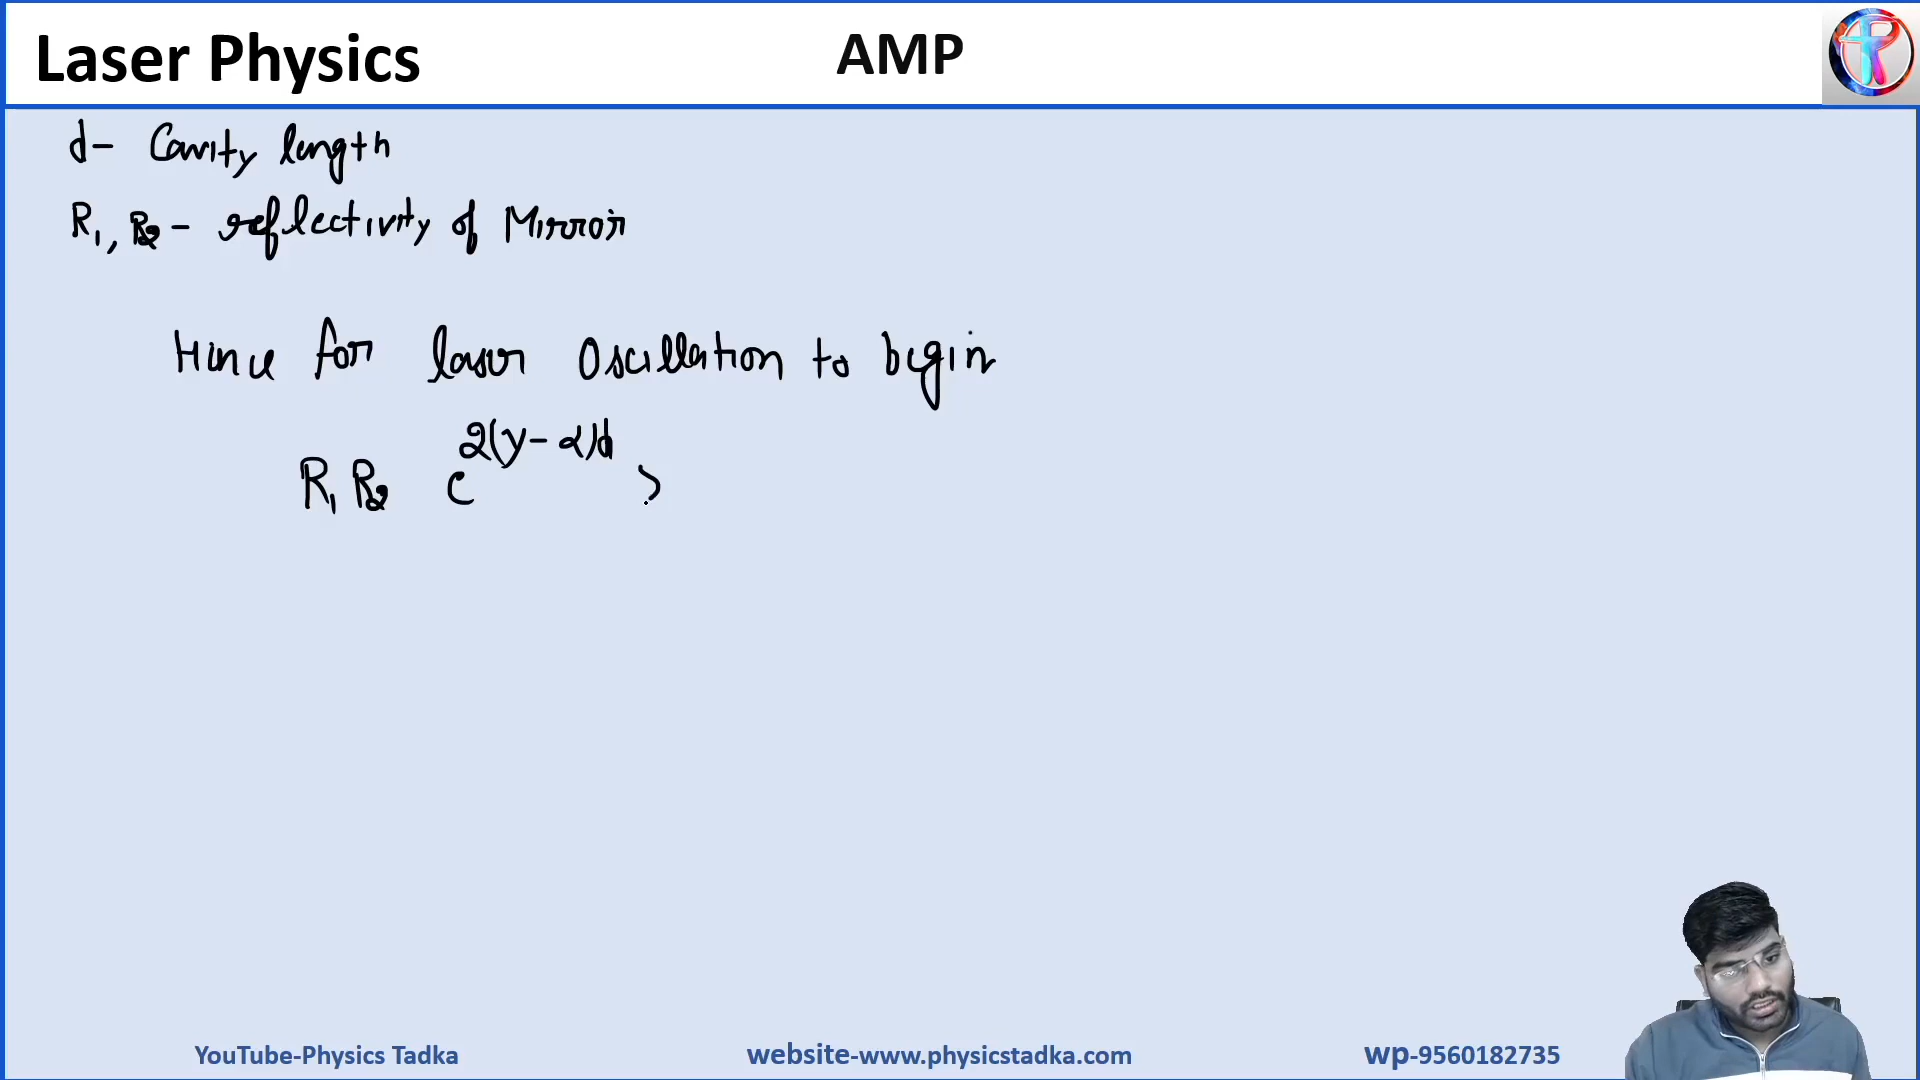 Laser Physics
AMP
d- Cavity length
R₁, R₂ - reflectivity of Mirror
Hence for laser Oscillation to begin
R₁ R₂ e^2(γ-α)d >
YouTube-Physics Tadka
website-www.physicstadka.com
wp-9560182735